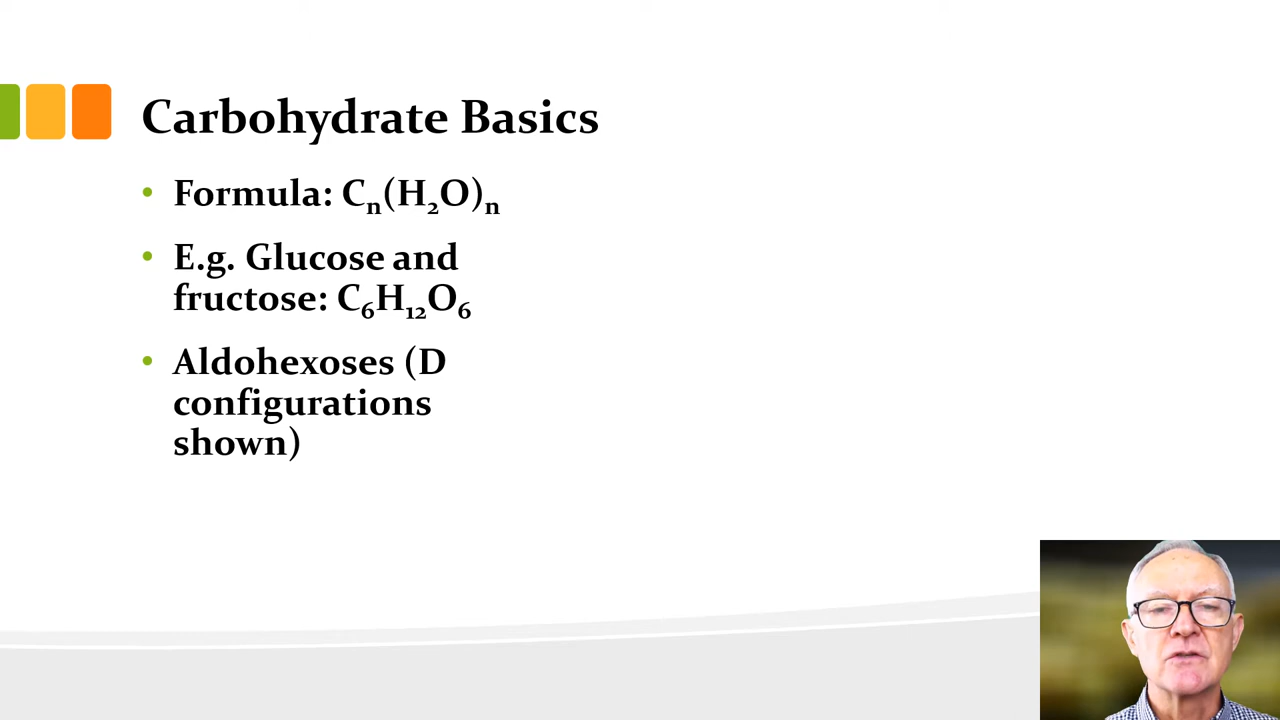 Carbohydrate Basics
• Formula: Cₙ(H₂O)ₙ
• E.g. Glucose and
fructose: C₆H₁₂O₆
• Aldohexoses (D
configurations
shown)